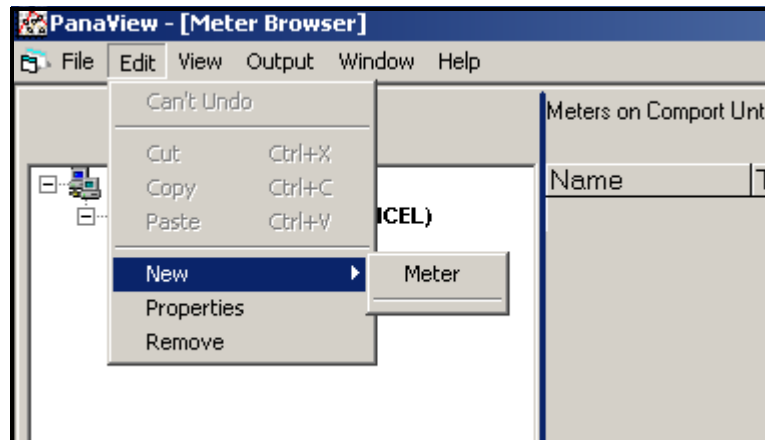 PanaView - [Meter Browser]
File Edit View Output Window Help
Can't Undo
Meters on Comport Unt
Cut Ctrl+X
Name T
Copy Ctrl+C
ICEL)
Paste Ctrl+V
New Meter
Properties
Remove